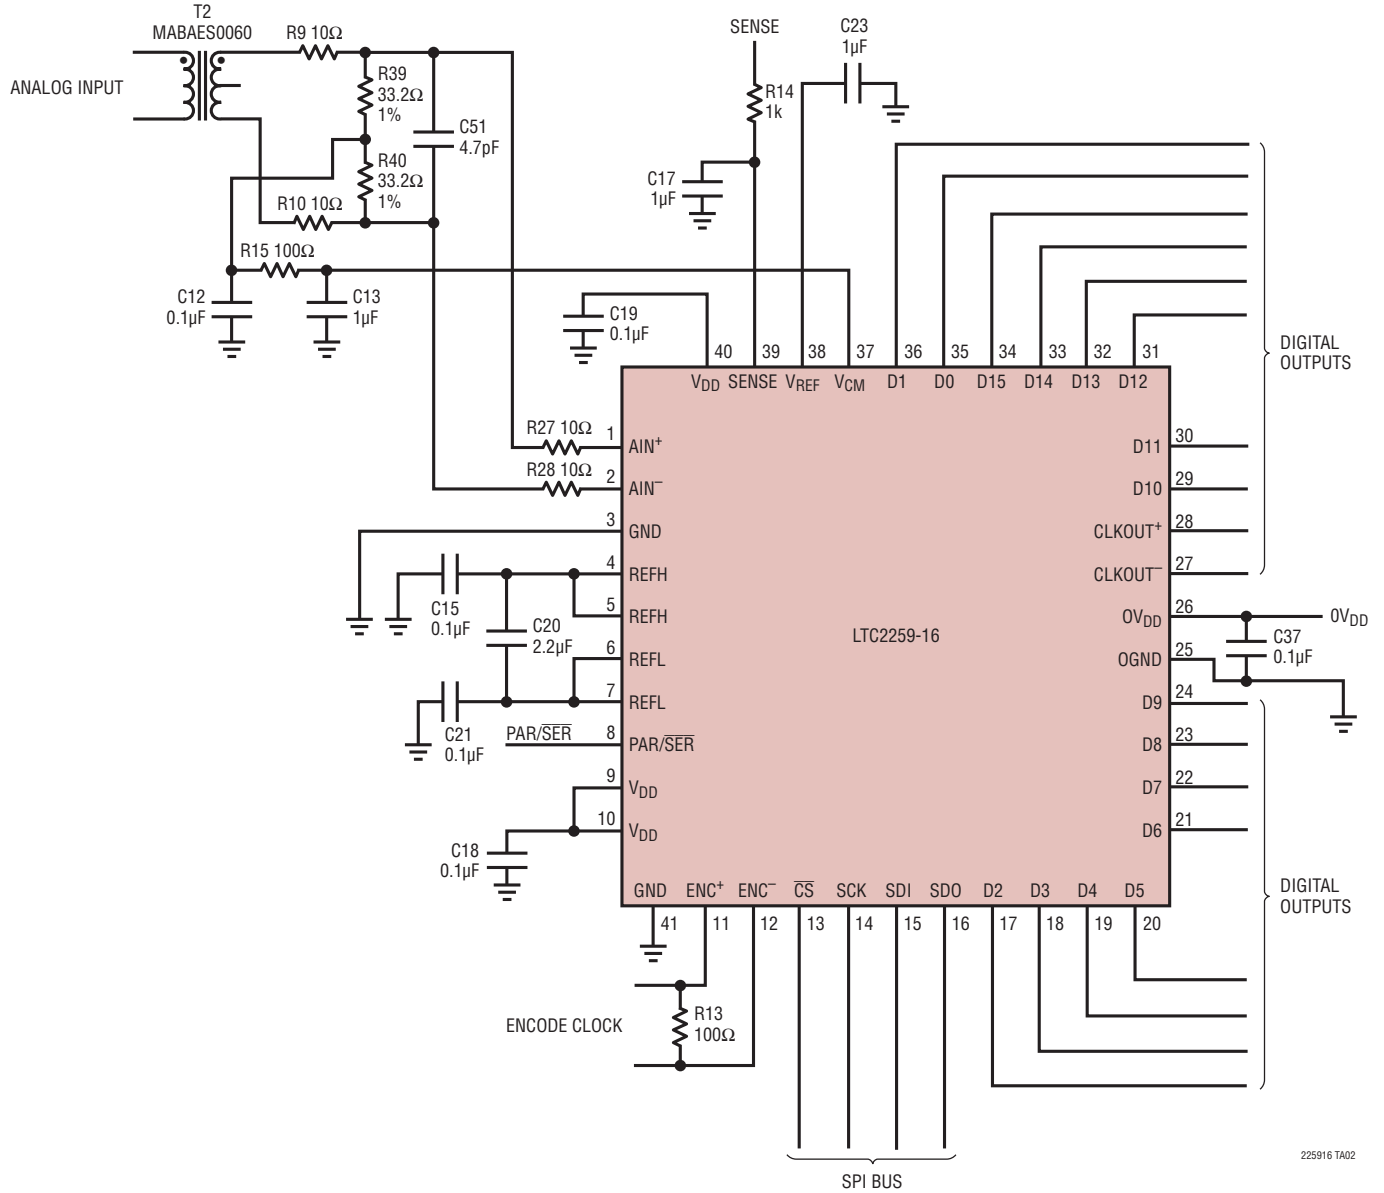 T2
MABAES0060
ANALOG INPUT
R9 10Ω
R39
33.2Ω
1%
C51
4.7pF
R40
33.2Ω
1%
R10 10Ω
R15 100Ω
C12
0.1µF
C13
1µF
SENSE
R14
1k
C17
1µF
C23
1µF
C19
0.1µF
40 39 38 37 36 35 34 33 32 31
VDD SENSE VREF VCM D1 D0 D15 D14 D13 D12
DIGITAL
OUTPUTS
R27 10Ω
1
AIN+
R28 10Ω
2
AIN–
3
GND
4
REFH
5
REFH
6
REFL
7
REFL
PAR/SER
8
PAR/SER
9
VDD
10
VDD
C15
0.1µF
C20
2.2µF
C21
0.1µF
C18
0.1µF
LTC2259-16
D11
30
D10
29
CLKOUT+
28
CLKOUT–
27
OVDD
26
0VDD
OGND
25
C37
0.1µF
D9
24
D8
23
D7
22
D6
21
GND ENC+ ENC– CS SCK SDI SDO D2 D3 D4 D5
41 11 12 13 14 15 16 17 18 19 20
DIGITAL
OUTPUTS
ENCODE CLOCK
R13
100Ω
SPI BUS
225916 TA02